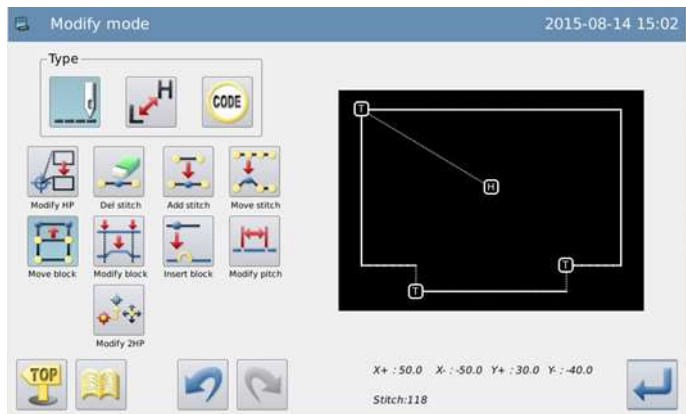 Modify mode 2015-08-14 15:02
Type
L H CODE
Modify HP Del stitch Add stitch Move stitch
Move block Modify block Insert block Modify pitch
Modify 2HP
T
H
T
T
TOP
X+ : 50.0 X- : -50.0 Y+ : 30.0 Y- : -40.0
Stitch:118